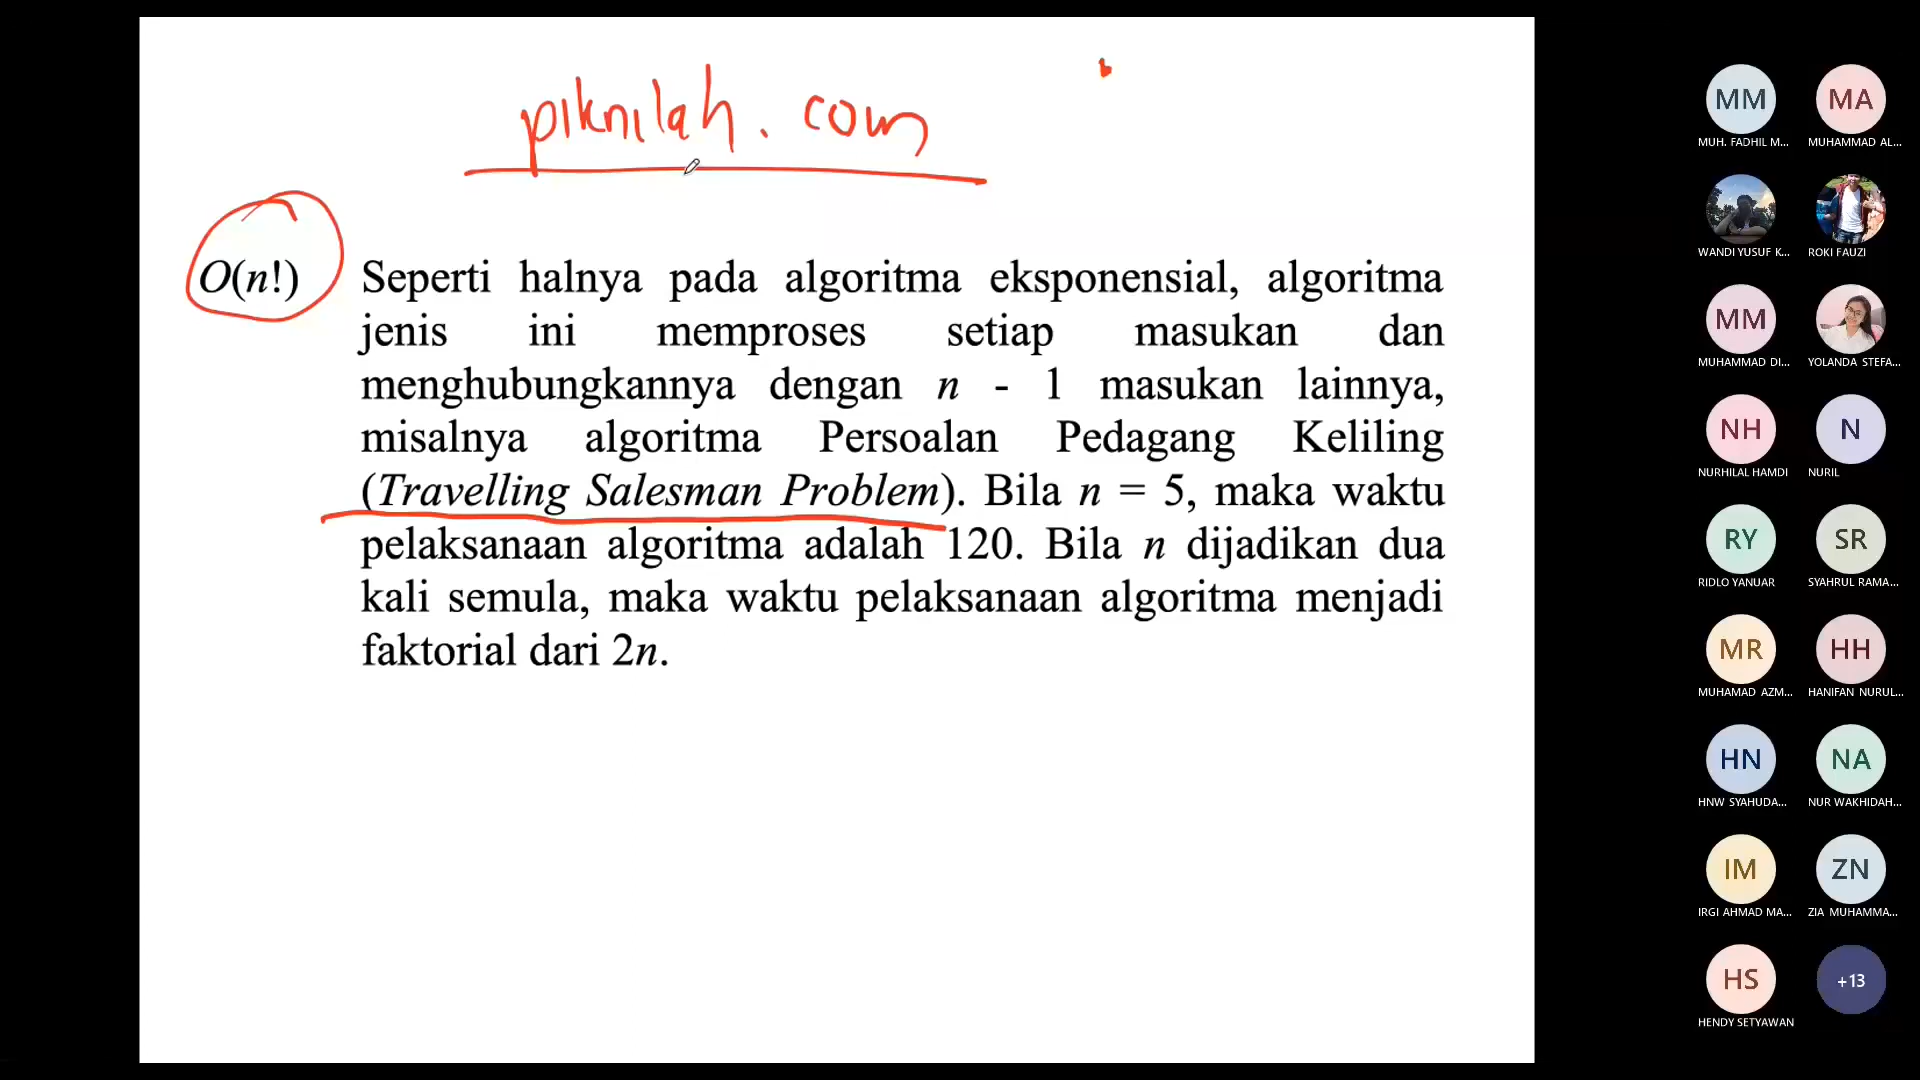 piknilah.com
O(n!) Seperti halnya pada algoritma eksponensial, algoritma
jenis ini memproses setiap masukan dan
menghubungkannya dengan n - 1 masukan lainnya,
misalnya algoritma Persoalan Pedagang Keliling
(Travelling Salesman Problem). Bila n = 5, maka waktu
pelaksanaan algoritma adalah 120. Bila n dijadikan dua
kali semula, maka waktu pelaksanaan algoritma menjadi
faktorial dari 2n.
MM MA
MUH. FADHIL M... MUHAMMAD AL...
WANDI YUSUF K... ROKI FAUZI
MM
MUHAMMAD DI... YOLANDA STEFA...
NH N
NURHILAL HAMDI NURIL
RY SR
RIDLO YANUAR SYAHRUL RAMA...
MR HH
MUHAMAD AZM... HANIFAN NURUL...
HN NA
HNW SYAHUDA... NUR WAKHIDAH...
IM ZN
IRGI AHMAD MA... ZIA MUHAMMA...
HS +13
HENDY SETYAWAN